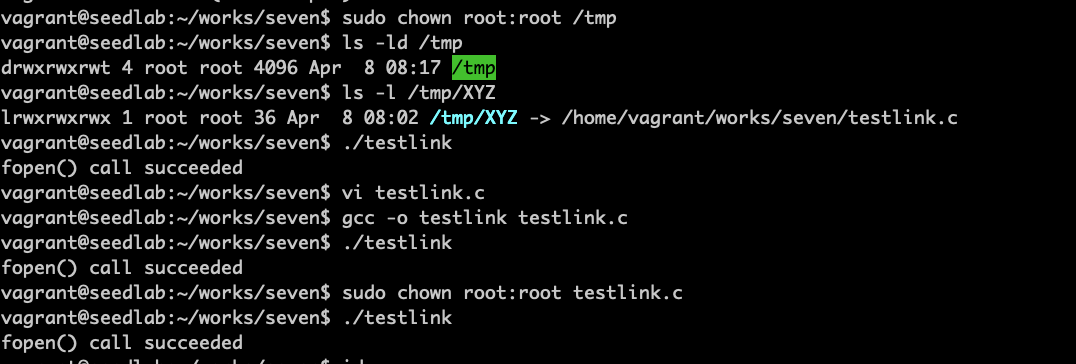 vagrant@seedlab:~/works/seven$ sudo chown root:root /tmp
vagrant@seedlab:~/works/seven$ ls -ld /tmp
drwxrwxrwt 4 root root 4096 Apr  8 08:17 /tmp
vagrant@seedlab:~/works/seven$ ls -l /tmp/XYZ
lrwxrwxrwx 1 root root 36 Apr  8 08:02 /tmp/XYZ -> /home/vagrant/works/seven/testlink.c
vagrant@seedlab:~/works/seven$ ./testlink
fopen() call succeeded
vagrant@seedlab:~/works/seven$ vi testlink.c
vagrant@seedlab:~/works/seven$ gcc -o testlink testlink.c
vagrant@seedlab:~/works/seven$ ./testlink
fopen() call succeeded
vagrant@seedlab:~/works/seven$ sudo chown root:root testlink.c
vagrant@seedlab:~/works/seven$ ./testlink
fopen() call succeeded